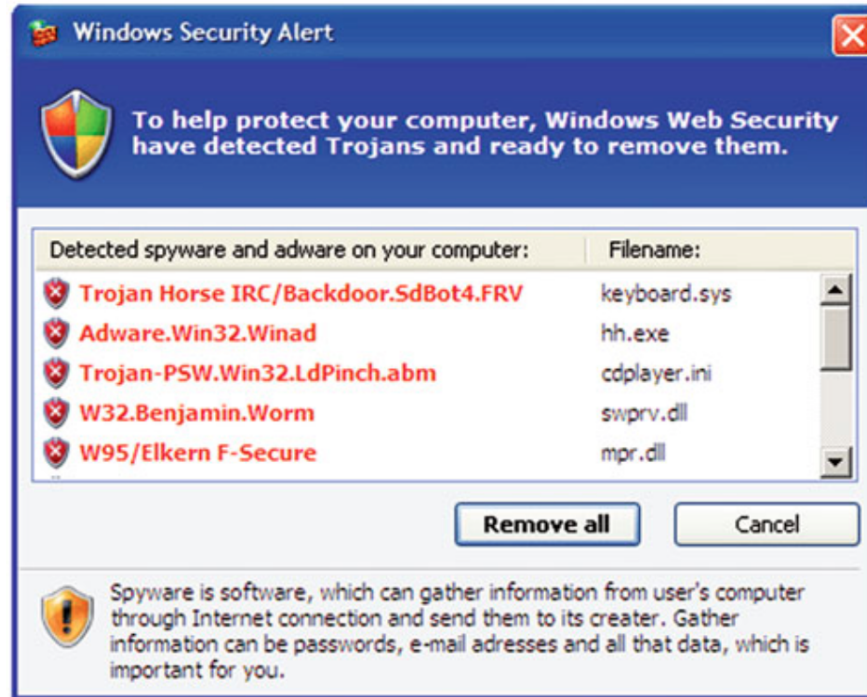 Windows Security Alert
To help protect your computer, Windows Web Security
have detected Trojans and ready to remove them.
Detected spyware and adware on your computer: Filename:
Trojan Horse IRC/Backdoor.SdBot4.FRV keyboard.sys
Adware.Win32.Winad hh.exe
Trojan-PSW.Win32.LdPinch.abm cdplayer.ini
W32.Benjamin.Worm swprv.dll
W95/Elkern F-Secure mpr.dll
Remove all Cancel
Spyware is software, which can gather information from user's computer
through Internet connection and send them to its creater. Gather
information can be passwords, e-mail adresses and all that data, which is
important for you.